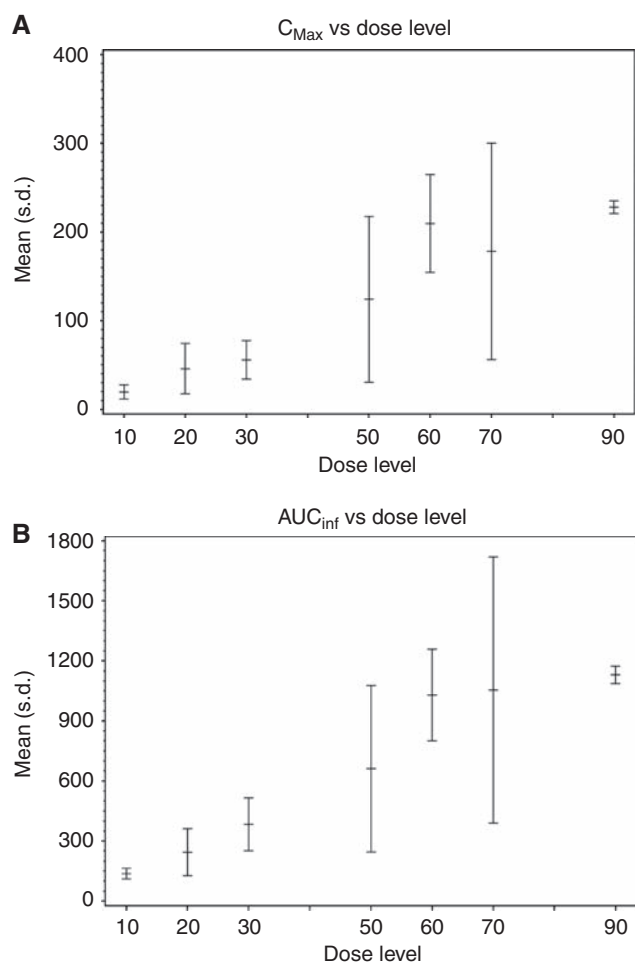 A
C_Max vs dose level
Mean (s.d.)
400
300
200
100
0
10 20 30 50 60 70 90
Dose level
B
AUC_inf vs dose level
Mean (s.d.)
1800
1500
1200
900
600
300
0
10 20 30 50 60 70 90
Dose level